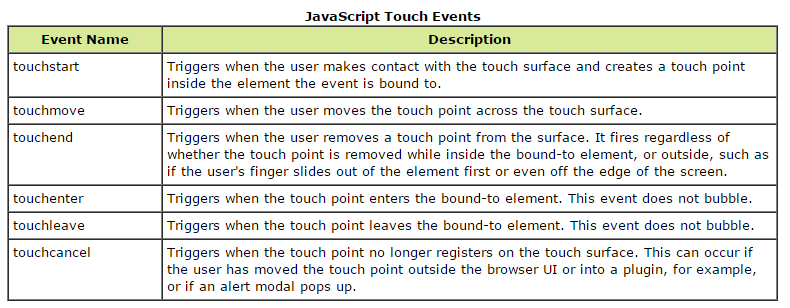 JavaScript Touch Events
Event Name Description
touchstart Triggers when the user makes contact with the touch surface and creates a touch point
inside the element the event is bound to.
touchmove Triggers when the user moves the touch point across the touch surface.
touchend Triggers when the user removes a touch point from the surface. It fires regardless of
whether the touch point is removed while inside the bound-to element, or outside, such as
if the user's finger slides out of the element first or even off the edge of the screen.
touchenter Triggers when the touch point enters the bound-to element. This event does not bubble.
touchleave Triggers when the touch point leaves the bound-to element. This event does not bubble.
touchcancel Triggers when the touch point no longer registers on the touch surface. This can occur if
the user has moved the touch point outside the browser UI or into a plugin, for example,
or if an alert modal pops up.